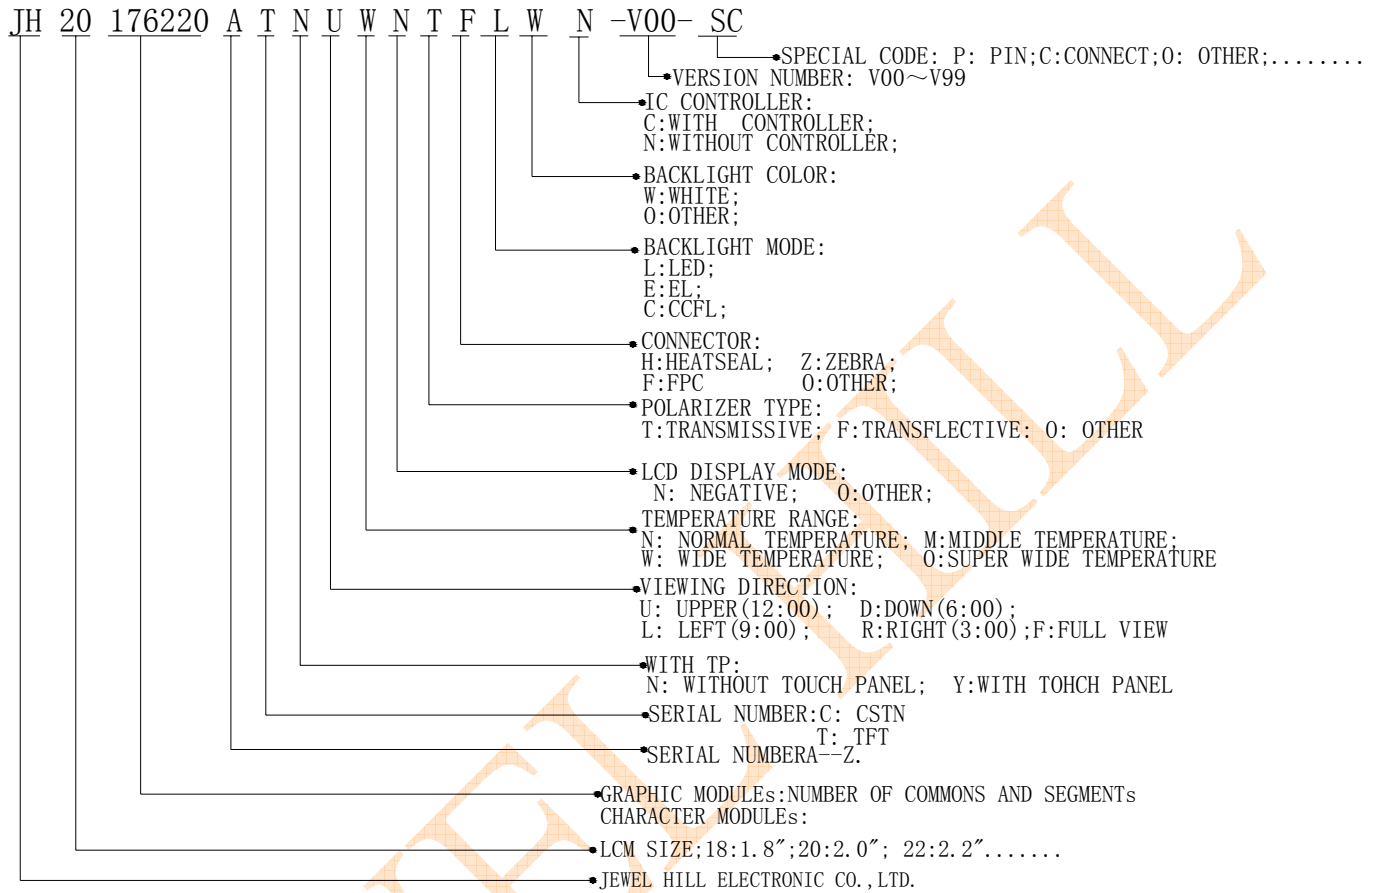 JH 20 176220 A T N U W N T F L W N -V00- SC
SPECIAL CODE: P: PIN;C:CONNECT;O: OTHER;........
VERSION NUMBER: V00～V99
IC CONTROLLER:
C:WITH CONTROLLER;
N:WITHOUT CONTROLLER;
BACKLIGHT COLOR:
W:WHITE;
O:OTHER;
BACKLIGHT MODE:
L:LED;
E:EL;
C:CCFL;
CONNECTOR:
H:HEATSEAL; Z:ZEBRA;
F:FPC O:OTHER;
POLARIZER TYPE:
T:TRANSMISSIVE; F:TRANSFLECTIVE: O: OTHER
LCD DISPLAY MODE:
N: NEGATIVE; O:OTHER;
TEMPERATURE RANGE:
N: NORMAL TEMPERATURE; M:MIDDLE TEMPERATURE;
W: WIDE TEMPERATURE; O:SUPER WIDE TEMPERATURE
VIEWING DIRECTION:
U: UPPER(12:00); D:DOWN(6:00);
L: LEFT(9:00); R:RIGHT(3:00);F:FULL VIEW
WITH TP:
N: WITHOUT TOUCH PANEL; Y:WITH TOHCH PANEL
SERIAL NUMBER:C: CSTN
T: TFT
SERIAL NUMBERA--Z.
GRAPHIC MODULEs:NUMBER OF COMMONS AND SEGMENTs
CHARACTER MODULEs:
LCM SIZE;18:1.8″;20:2.0″; 22:2.2″.......
JEWEL HILL ELECTRONIC CO.,LTD.